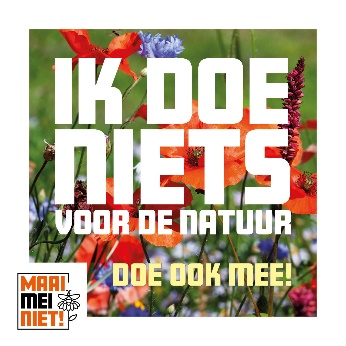 IK DOE
NIETS
VOOR DE NATUUR
DOE OOK MEE!
MAAI
MEI
NIET!